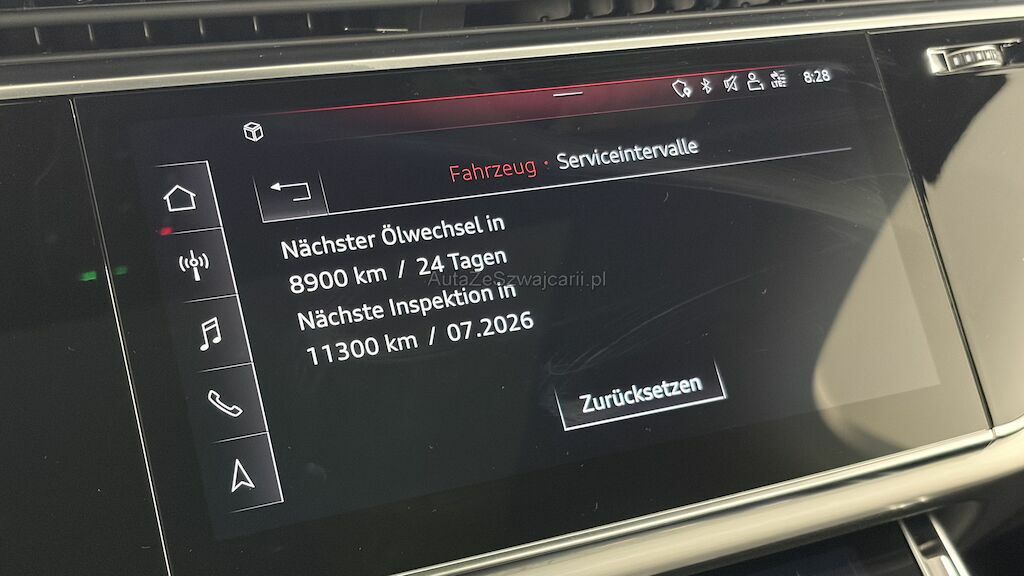 8:28
Fahrzeug · Serviceintervalle
Nächster Ölwechsel in
8900 km / 24 Tagen
AutaZeSzwajcarii.pl
Nächste Inspektion in
11300 km / 07.2026
Zurücksetzen